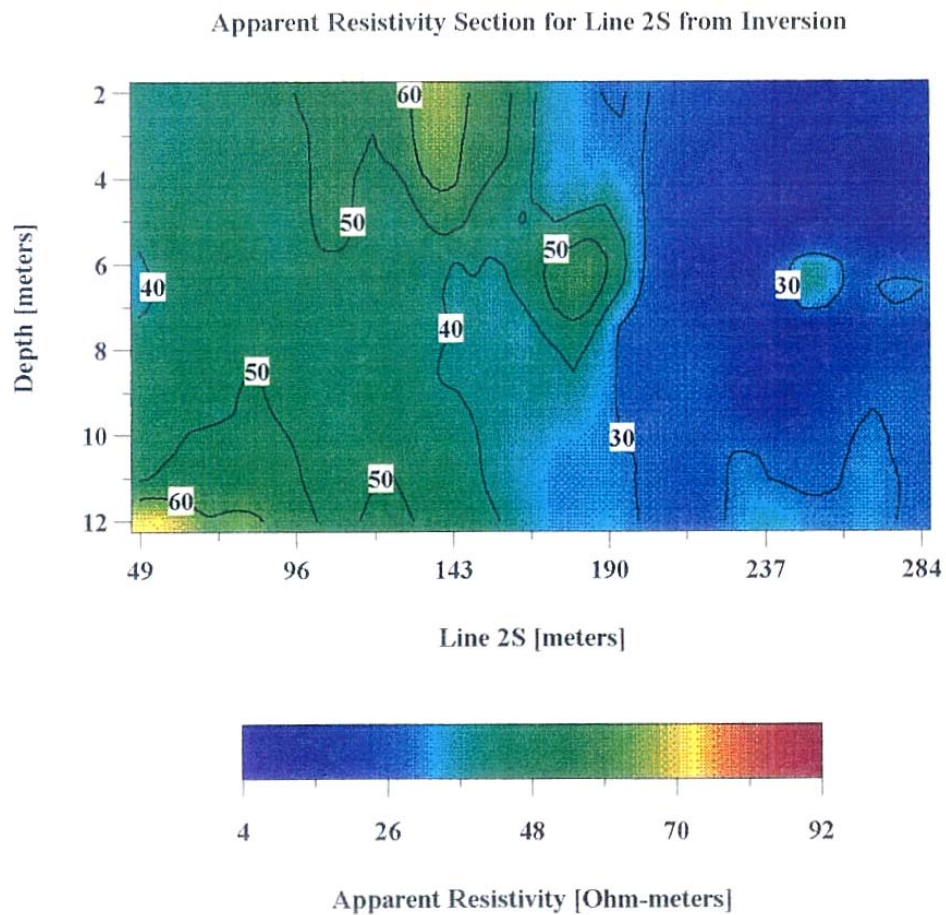 Apparent Resistivity Section for Line 2S from Inversion
Depth [meters]
2
4
6
8
10
12
60
50
50
40
30
40
50
30
50
60
49 96 143 190 237 284
Line 2S [meters]
4 26 48 70 92
Apparent Resistivity [Ohm-meters]